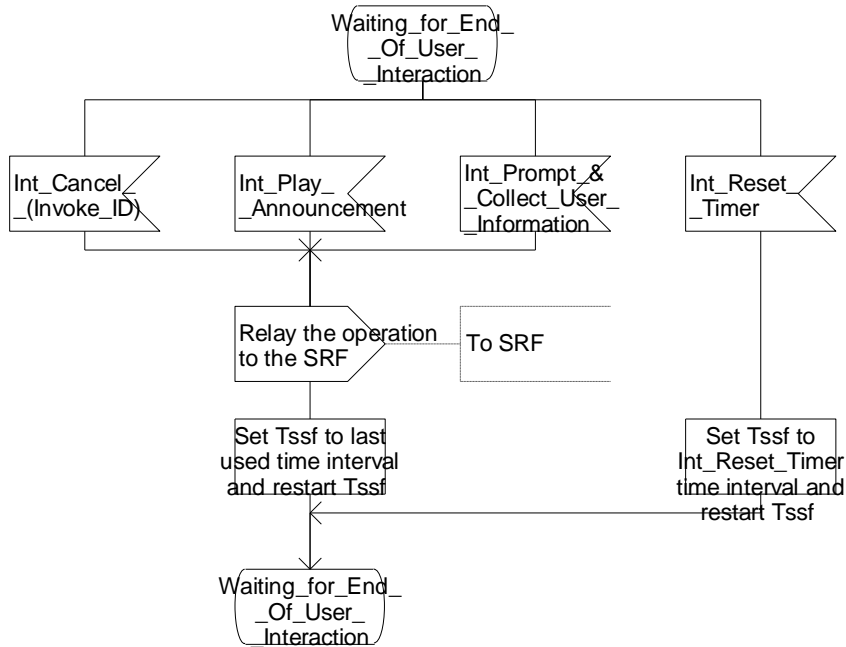 Waiting_for_End_
_Of_User_
_Interaction
Int_Cancel_
_(Invoke_ID)
Int_Play_
_Announcement
Int_Prompt_&
_Collect_User_
_Information
Int_Reset_
_Timer
Relay the operation
to the SRF
To SRF
Set Tssf to last
used time interval
and restart Tssf
Set Tssf to
Int_Reset_Timer
time interval and
restart Tssf
Waiting_for_End_
_Of_User_
_Interaction